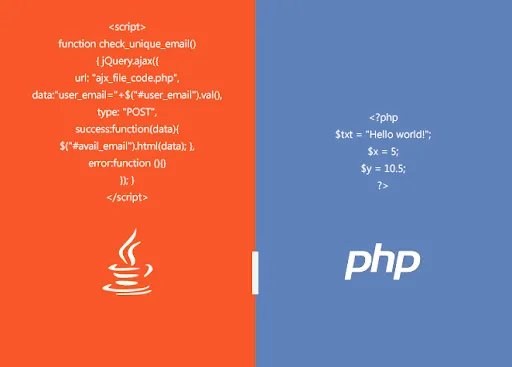 <script>
function check_unique_email()
{ jQuery.ajax({
url: "ajx_file_code.php",
data:"user_email="+$("#user_email").val(),
type: "POST",
success:function(data){
$("#avail_email").html(data); },
error:function (){}
}); }
</script>
<?php
$txt = "Hello world!";
$x = 5;
$y = 10.5;
?>
php